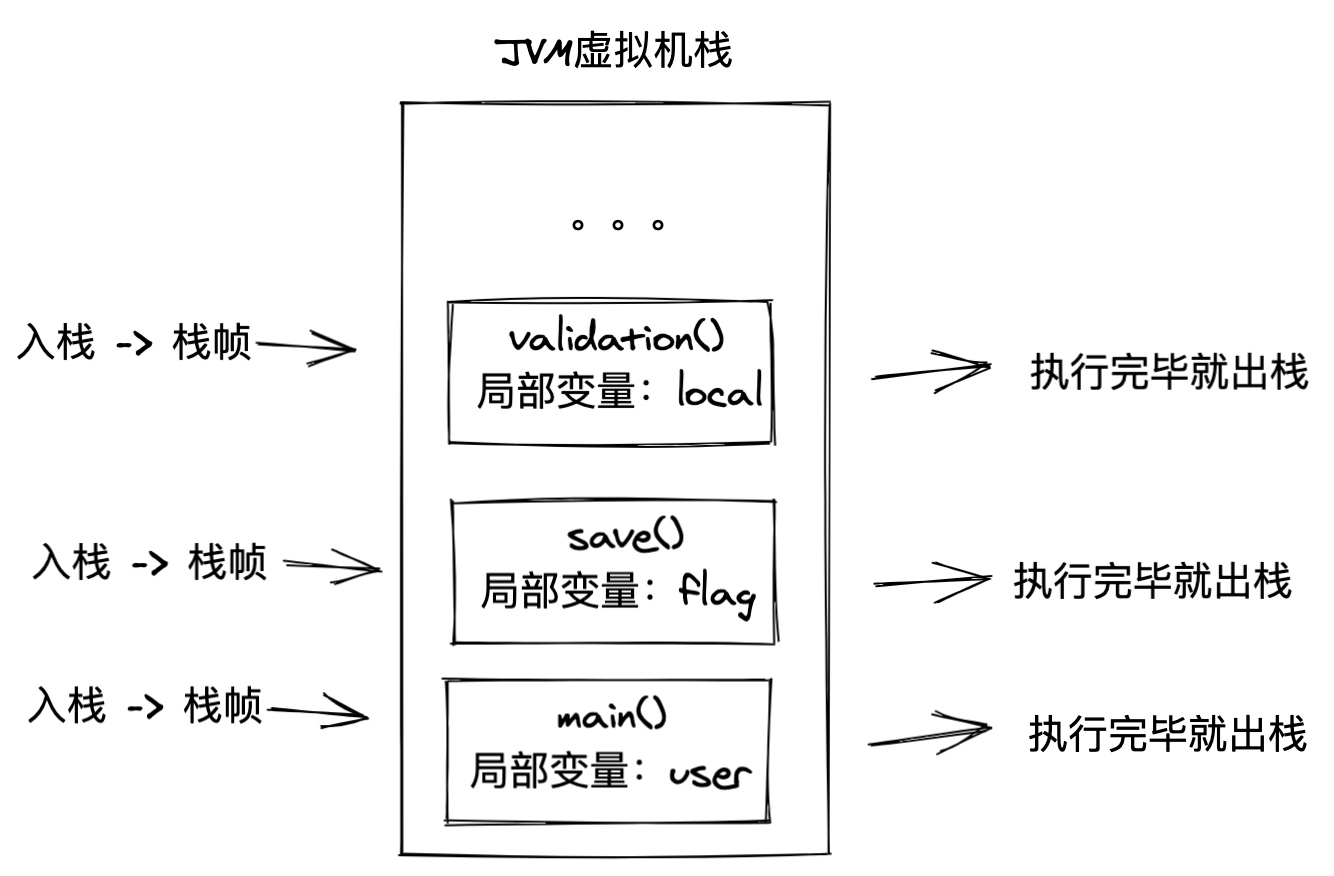 JVM虚拟机栈
。。。
入栈 -> 栈帧
validation()
局部变量：local
执行完毕就出栈
入栈 -> 栈帧
save()
局部变量：flag
执行完毕就出栈
入栈 -> 栈帧
main()
局部变量：user
执行完毕就出栈